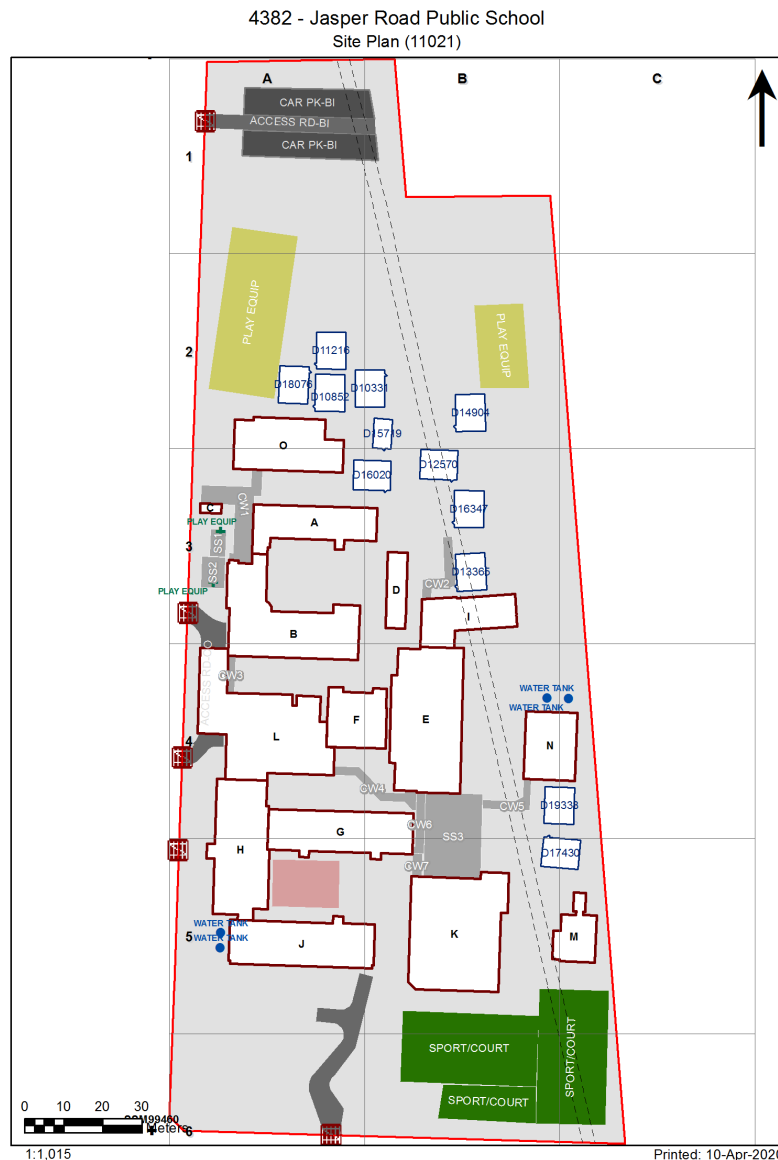 4382 - Jasper Road Public School
Site Plan (11021)
A
B
C
CAR PK-BI
ACCESS RD-BI
CAR PK-BI
1
PLAY EQUIP
PLAY EQUIP
2
D11216
D18076
D10852
D10331
D14904
D15719
O
D12570
D16020
CW1
C
D16347
PLAY EQUIP
A
SS1
3
SS2
D13365
CW2
PLAY EQUIP
D
I
B
CW3
WATER TANK
WATER TANK
F
E
L
4
N
CW4
CW5
D19338
CW6
G
SS3
H
D17430
CW7
WATER TANK
WATER TANK
5
J
K
M
SPORT/COURT
SPORT/COURT
SPORT/COURT
0 10 20 30
Meters
6
1:1,015
Printed: 10-Apr-2020